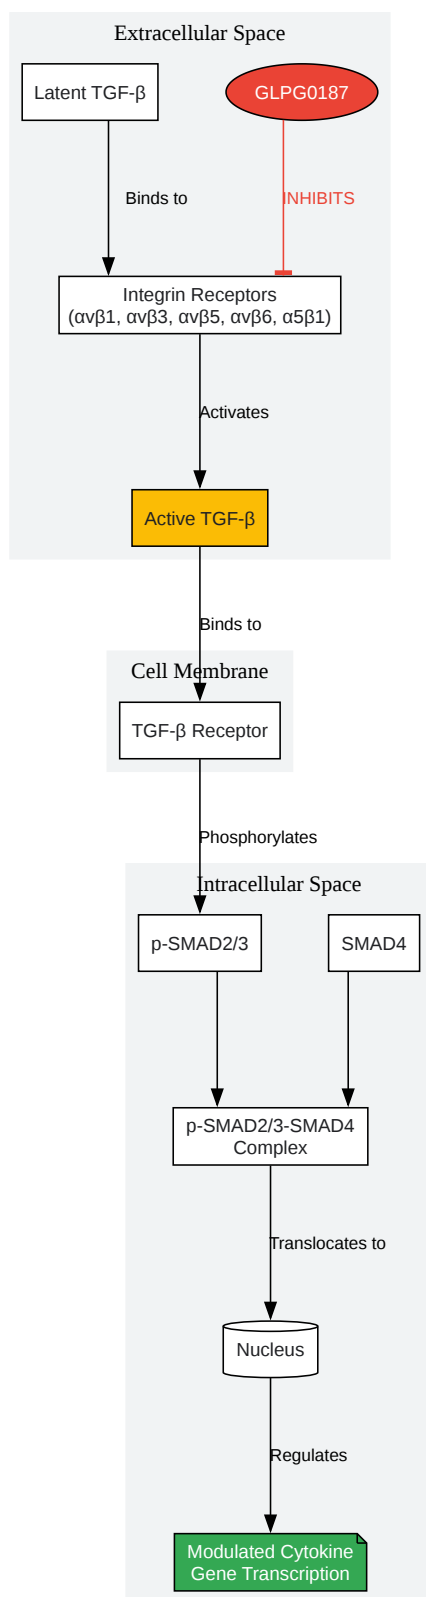 Extracellular Space
Latent TGF-β
GLPG0187
Binds to
INHIBITS
Integrin Receptors
(αvβ1, αvβ3, αvβ5, αvβ6, α5β1)
Activates
Active TGF-β
Binds to
Cell Membrane
TGF-β Receptor
Phosphorylates
Intracellular Space
p-SMAD2/3
SMAD4
p-SMAD2/3-SMAD4
Complex
Translocates to
Nucleus
Regulates
Modulated Cytokine
Gene Transcription